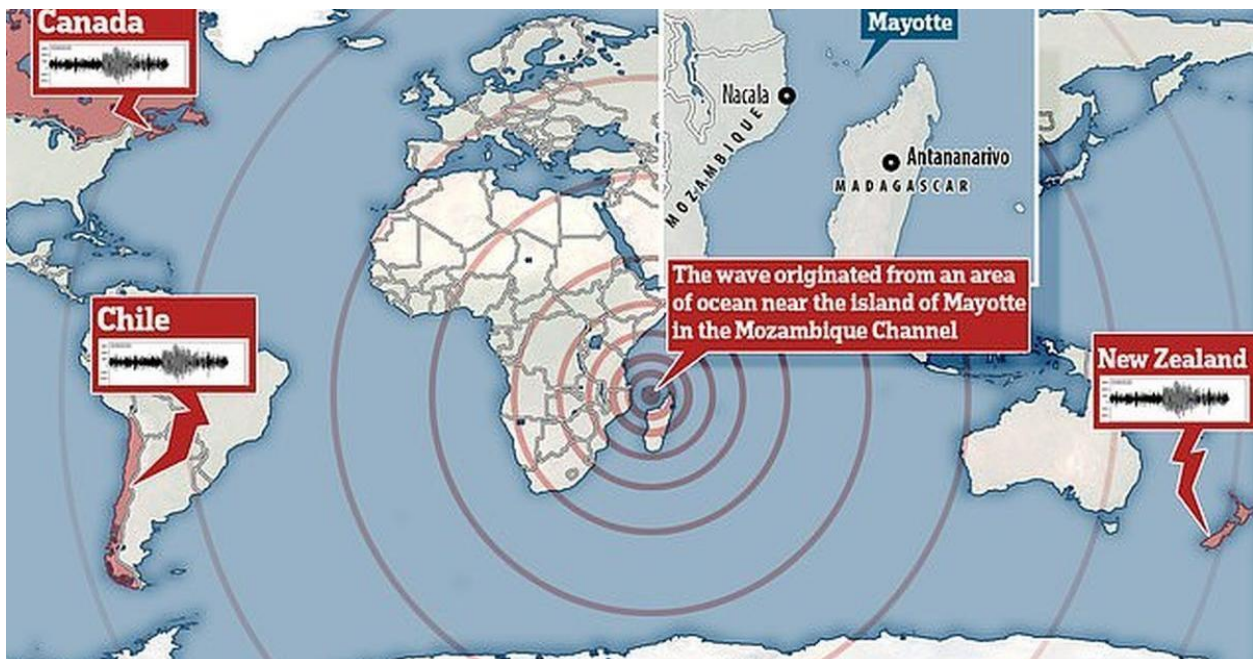 Canada
Mayotte
Nacala
MOZAMBIQUE
Antananarivo
MADAGASCAR
The wave originated from an area
of ocean near the island of Mayotte
in the Mozambique Channel
Chile
New Zealand